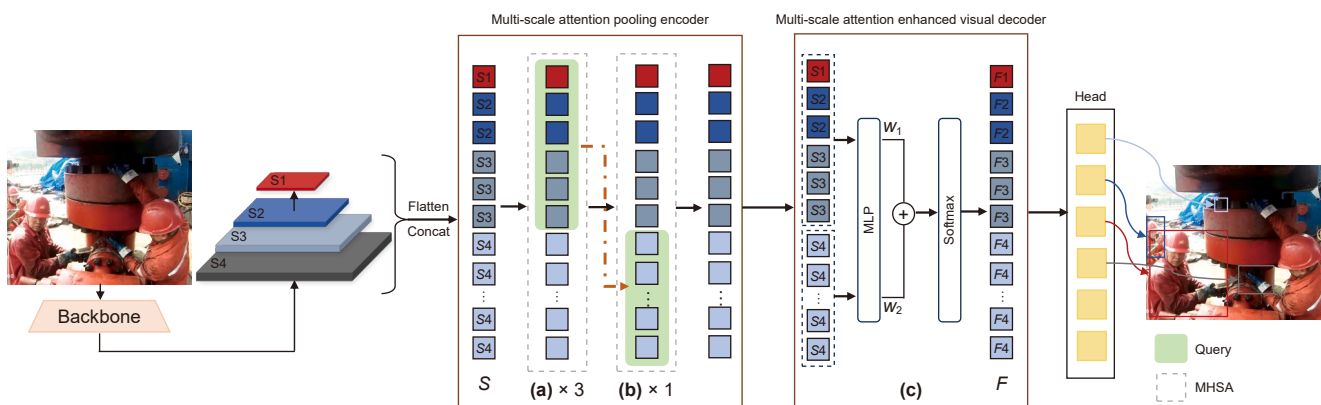 Multi-scale attention pooling encoder
Multi-scale attention enhanced visual decoder
S1
S2
S3
S4
Backbone
Flatten
Concat
S1
S2
S2
S3
S3
S3
S4
S4
⋮
S4
S4
S
(a) × 3
(b) × 1
S1
S2
S2
S3
S3
S3
S4
S4
⋮
S4
S4
MLP
W1
W2
+
Softmax
(c)
F1
F2
F2
F3
F3
F3
F4
F4
⋮
F4
F4
F
Head
Query
MHSA